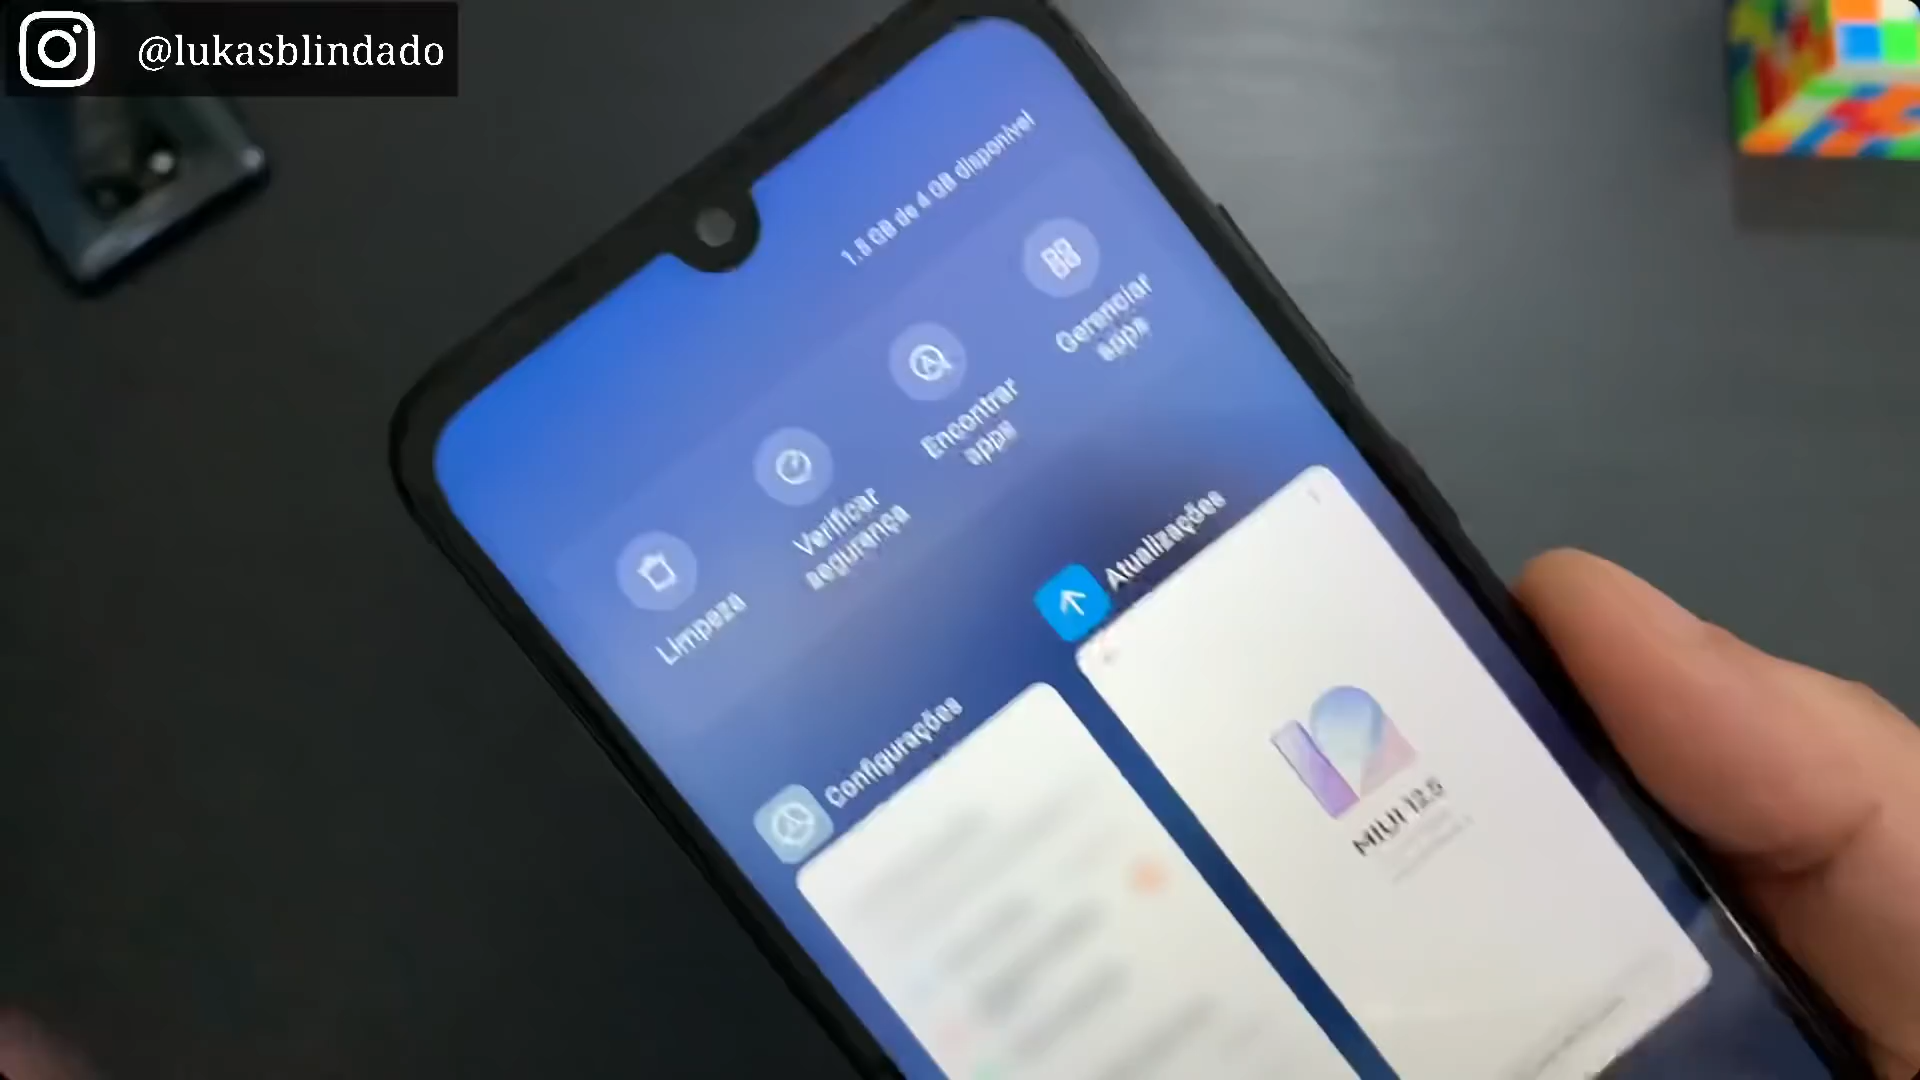 @lukasblindado
1.8 GB de 4 GB disponível
Limpeza
Verificar
segurança
Encontrar
apps
Gerenciar
apps
Configurações
Atualizações
MIUI 12.5